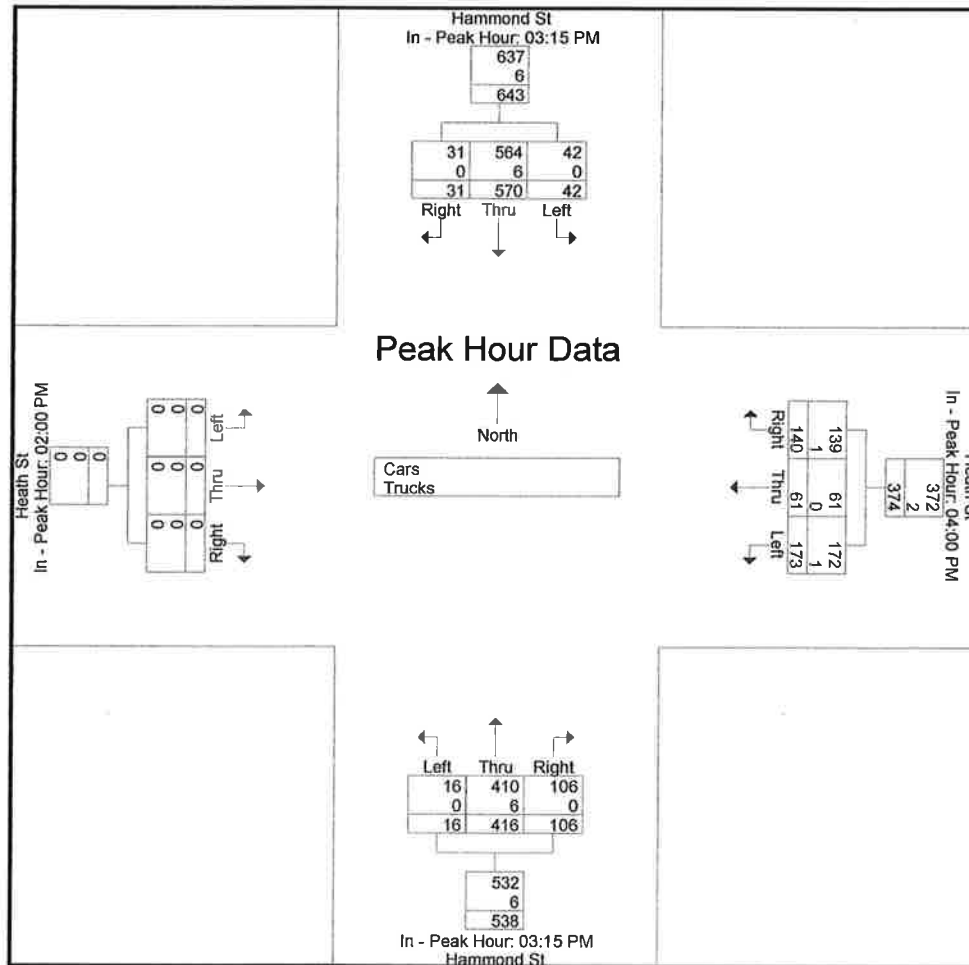 Hammond St
In - Peak Hour: 03:15 PM
637
6
643
31 564 42
0 6 0
31 570 42
Right Thru Left
Peak Hour Data
North
Cars
Trucks
Heath St
In - Peak Hour: 02:00 PM
0 0 0
0 0 0
0 0 0
0 0 0
Left Thru Right
In - Peak Hour: 04:00 PM
372
2
374
139 61 172
1 0 1
140 61 173
Right Thru Left
Left Thru Right
16 410 106
0 6 0
16 416 106
532
6
538
In - Peak Hour: 03:15 PM
Hammond St